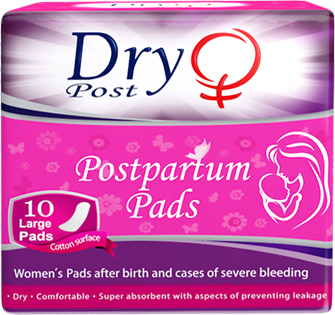 Dry
Post
Postpartum
Pads
10
Large
Pads
Cotton surface
Women's Pads after birth and cases of severe bleeding
• Dry • Comfortable • Super absorbent with aspects of preventing leakage